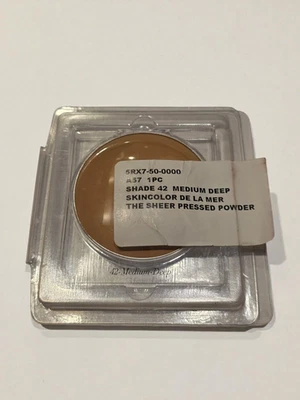 5RX7-50-0000
A57 1PC
SHADE 42 MEDIUM DEEP
SKINCOLOR DE LA MER
THE SHEER PRESSED POWDER
42-Medium-Deep